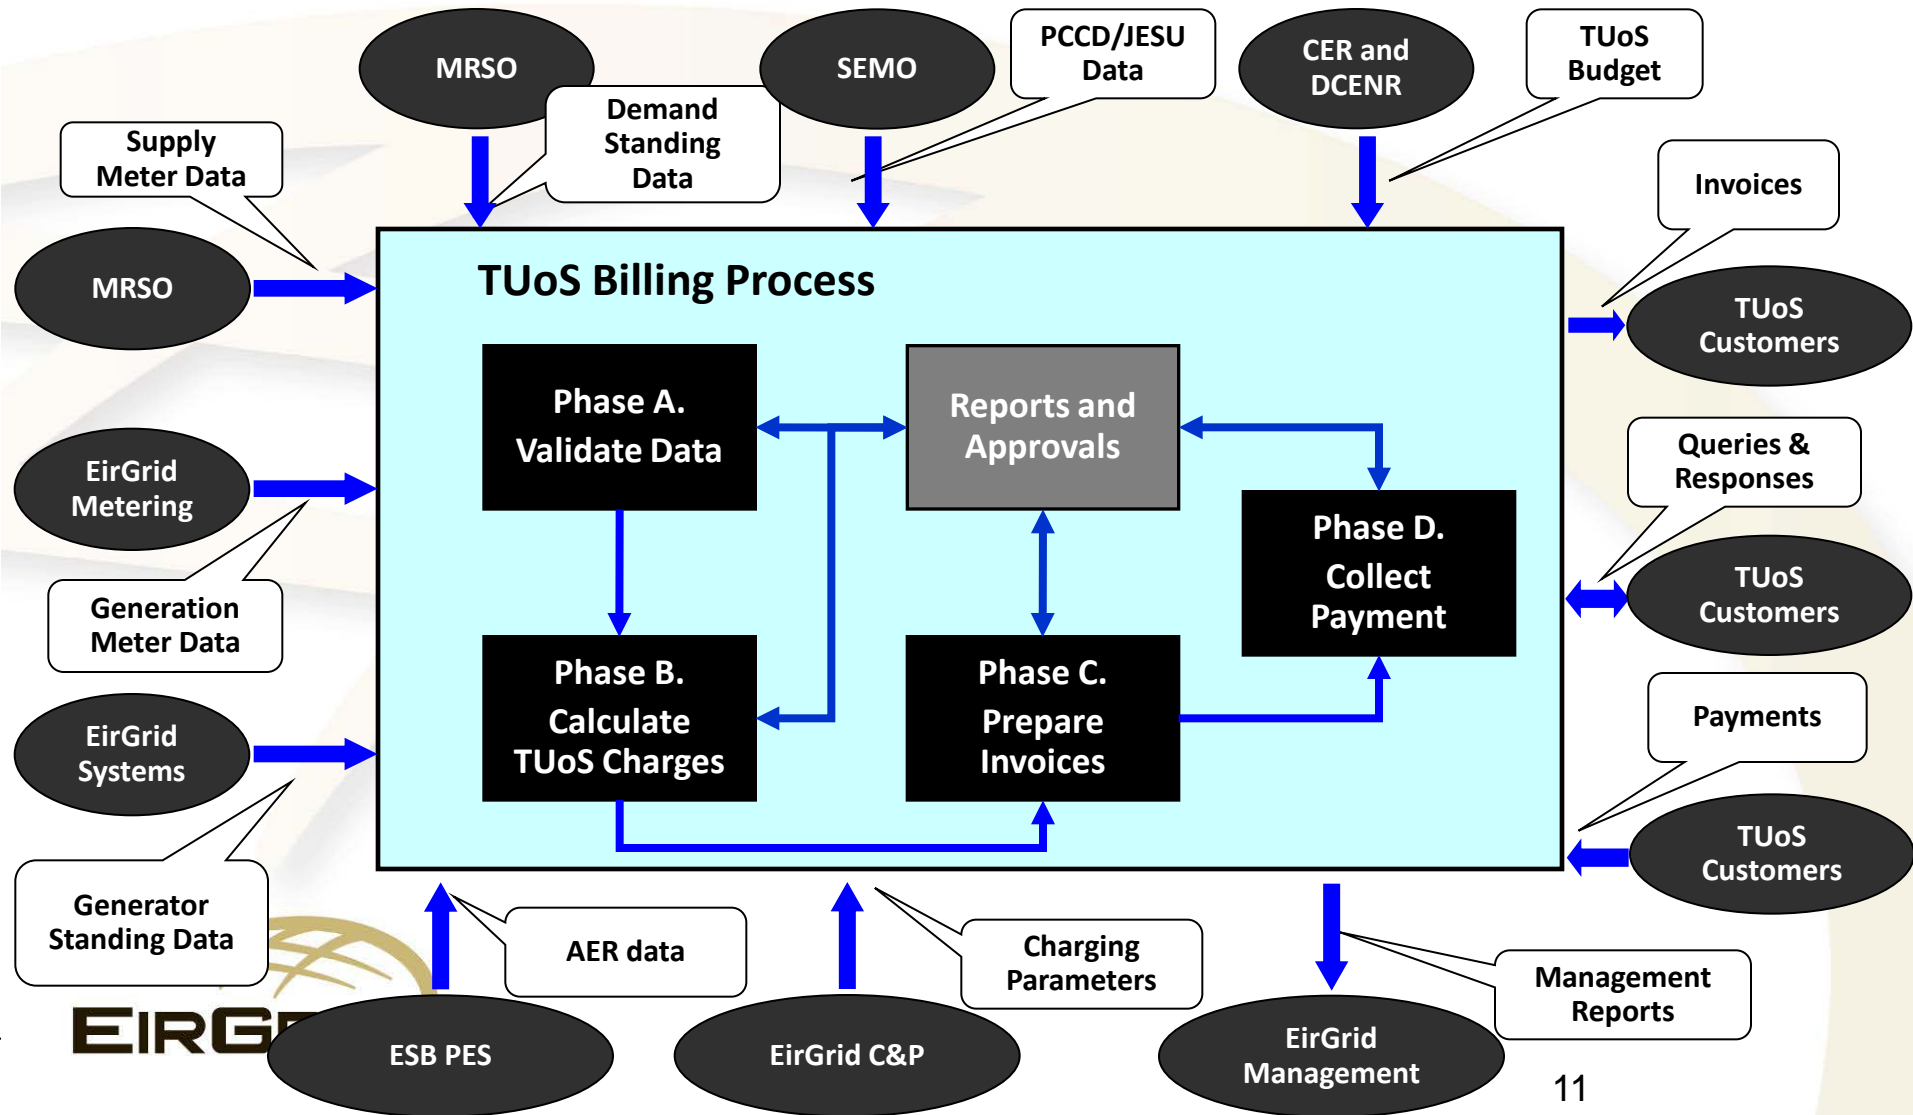 MRSO
SEMO
PCCD/JESU
Data
CER and
DCENR
TUoS
Budget
Demand
Standing
Data
Supply
Meter Data
Invoices
MRSO
TUoS Billing Process
TUoS
Customers
Phase A.
Validate Data
Reports and
Approvals
Queries &
Responses
EirGrid
Metering
Phase D.
Collect
Payment
TUoS
Customers
Generation
Meter Data
Phase B.
Calculate
TUoS Charges
Phase C.
Prepare
Invoices
Payments
EirGrid
Systems
TUoS
Customers
Generator
Standing Data
AER data
Charging
Parameters
Management
Reports
EIRG
ESB PES
EirGrid C&P
EirGrid
Management
11